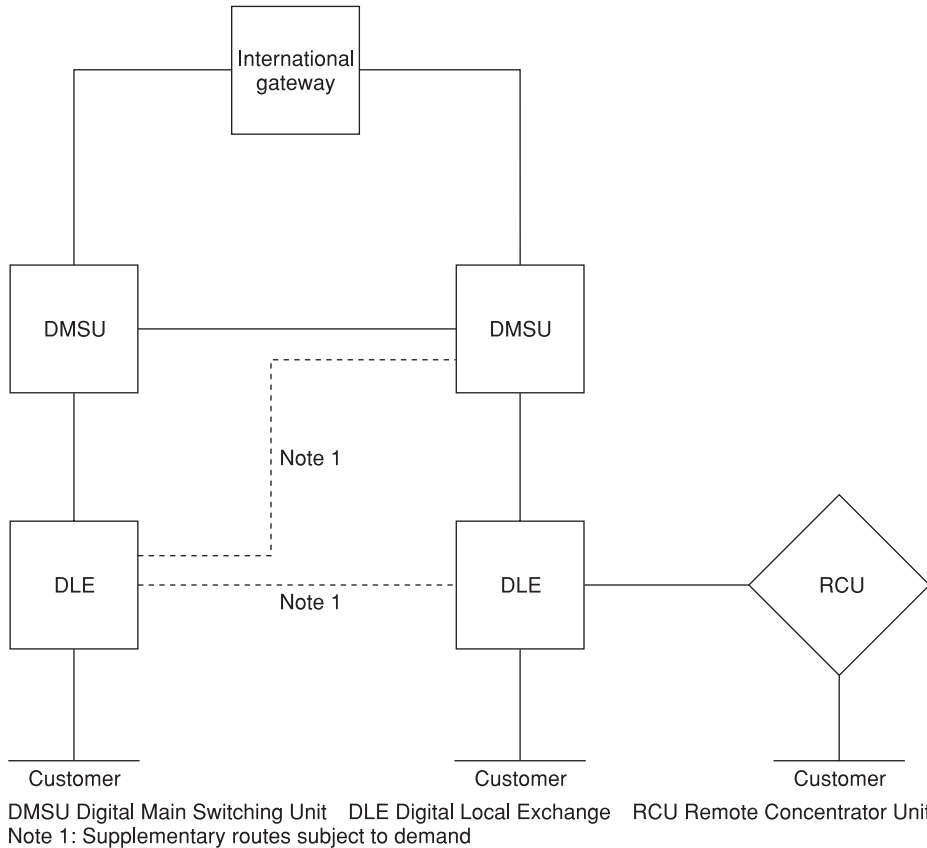 International
gateway
DMSU
DMSU
Note 1
DLE
Note 1
DLE
RCU
Customer
Customer
Customer
DMSU Digital Main Switching Unit DLE Digital Local Exchange RCU Remote Concentrator Unit
Note 1: Supplementary routes subject to demand